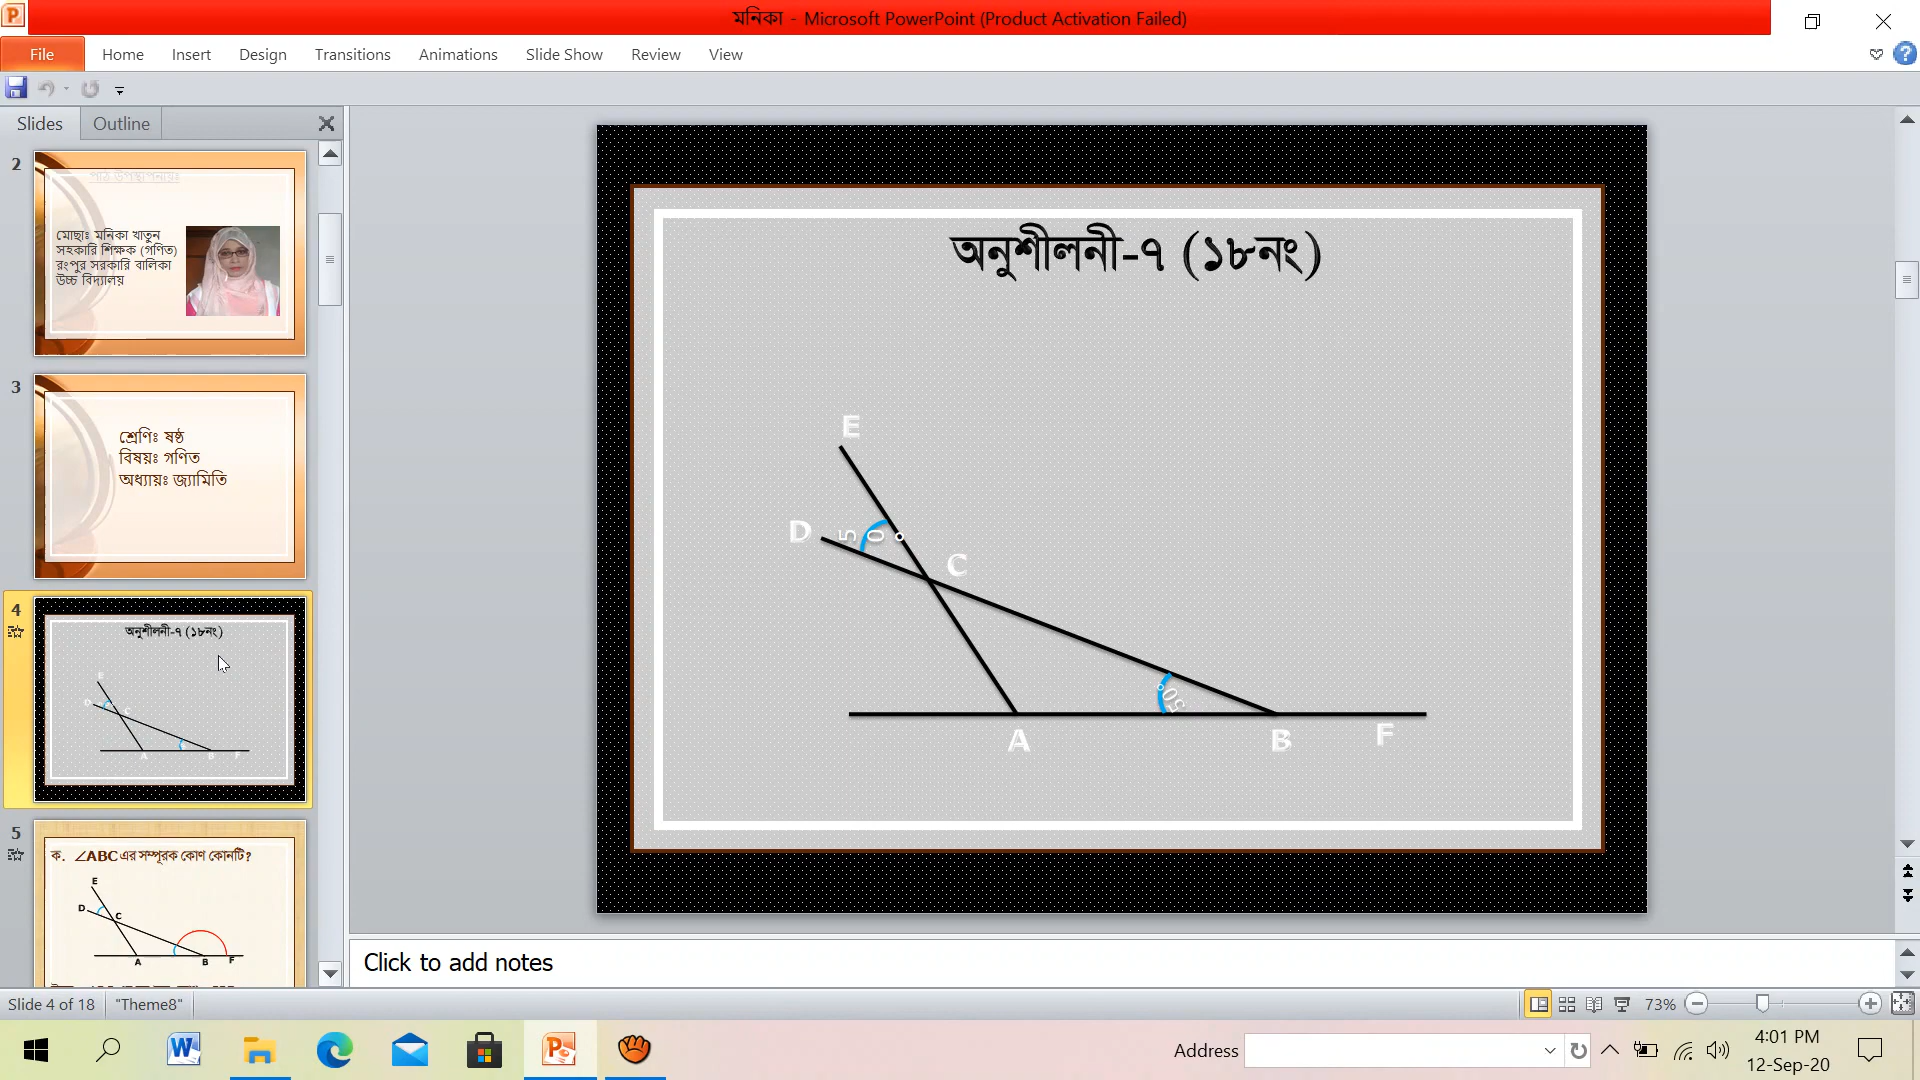 মনিকা - Microsoft PowerPoint (Product Activation Failed)
File Home Insert Design Transitions Animations Slide Show Review View
Slides Outline
2
পাঠ উপস্থাপনায়ঃ
মোছাঃ মনিকা খাতুন
সহকারি শিক্ষক (গণিত)
রংপুর সরকারি বালিকা
উচ্চ বিদ্যালয়
3
শ্রেণিঃ ষষ্ঠ
বিষয়ঃ গণিত
অধ্যায়ঃ জ্যামিতি
4
অনুশীলনী-৭ (১৮নং)
E
D
C
A B F
5
ক. ∠ABC এর সম্পূরক কোণ কোনটি?
E
D C
A B F
অনুশীলনী-৭ (১৮নং)
E
D 50°
C
50°
A B F
Click to add notes
Slide 4 of 18 "Theme8" 73%
Address
4:01 PM
12-Sep-20